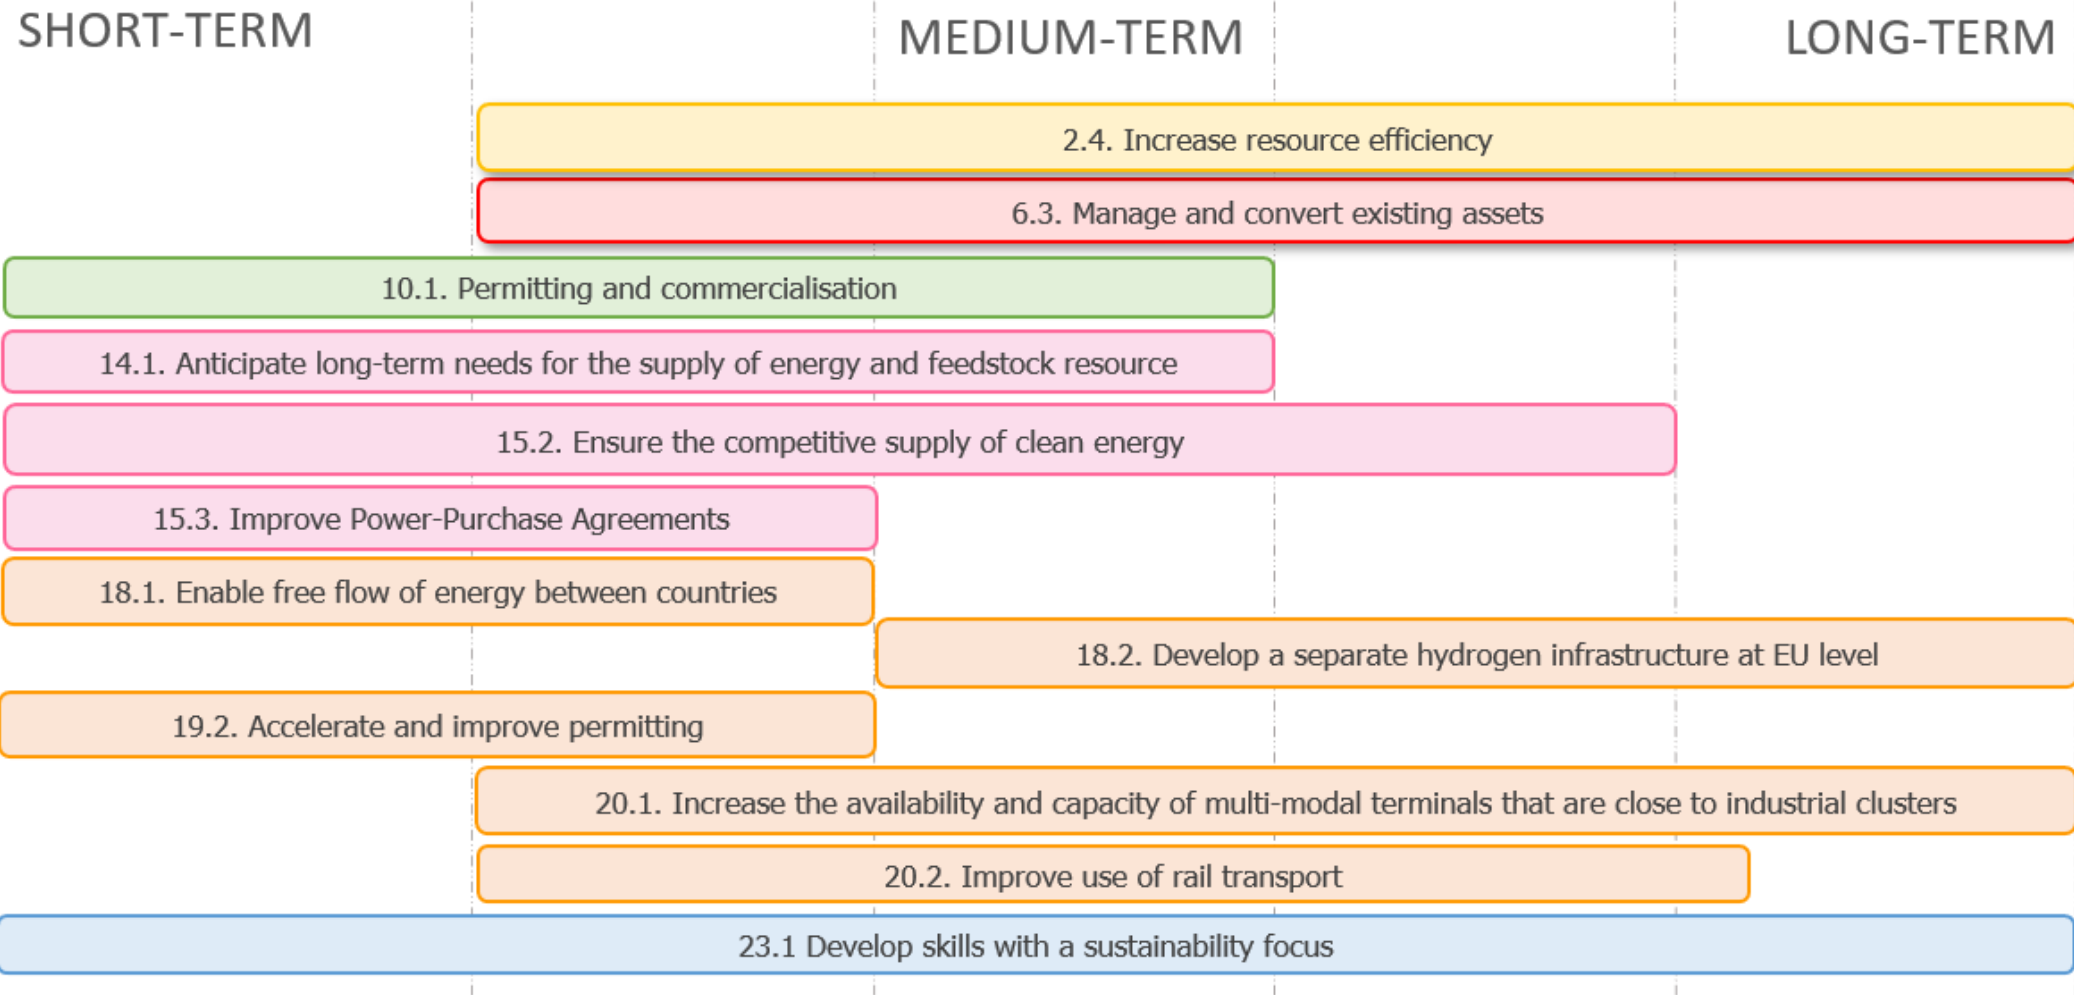 SHORT-TERM
MEDIUM-TERM
LONG-TERM
2.4. Increase resource efficiency
6.3. Manage and convert existing assets
10.1. Permitting and commercialisation
14.1. Anticipate long-term needs for the supply of energy and feedstock resource
15.2. Ensure the competitive supply of clean energy
15.3. Improve Power-Purchase Agreements
18.1. Enable free flow of energy between countries
18.2. Develop a separate hydrogen infrastructure at EU level
19.2. Accelerate and improve permitting
20.1. Increase the availability and capacity of multi-modal terminals that are close to industrial clusters
20.2. Improve use of rail transport
23.1 Develop skills with a sustainability focus